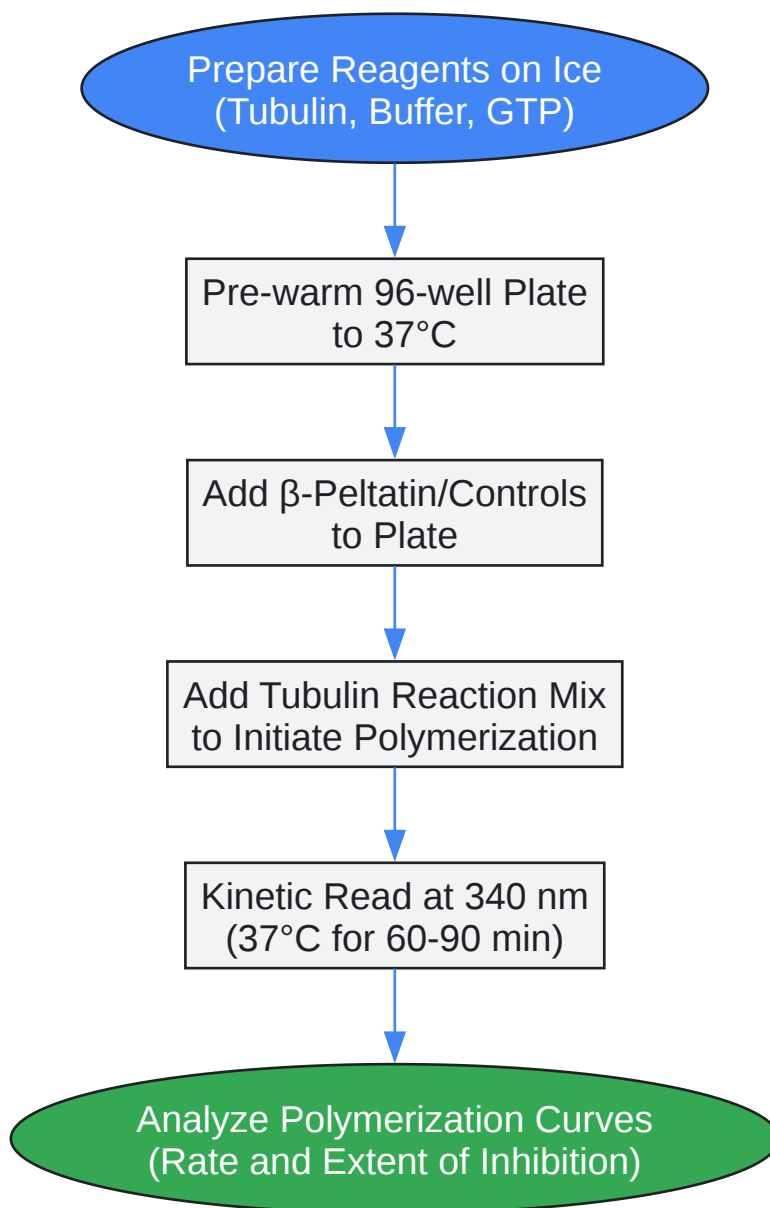 Prepare Reagents on Ice
(Tubulin, Buffer, GTP)
Pre-warm 96-well Plate
to 37°C
Add β-Peltatin/Controls
to Plate
Add Tubulin Reaction Mix
to Initiate Polymerization
Kinetic Read at 340 nm
(37°C for 60-90 min)
Analyze Polymerization Curves
(Rate and Extent of Inhibition)